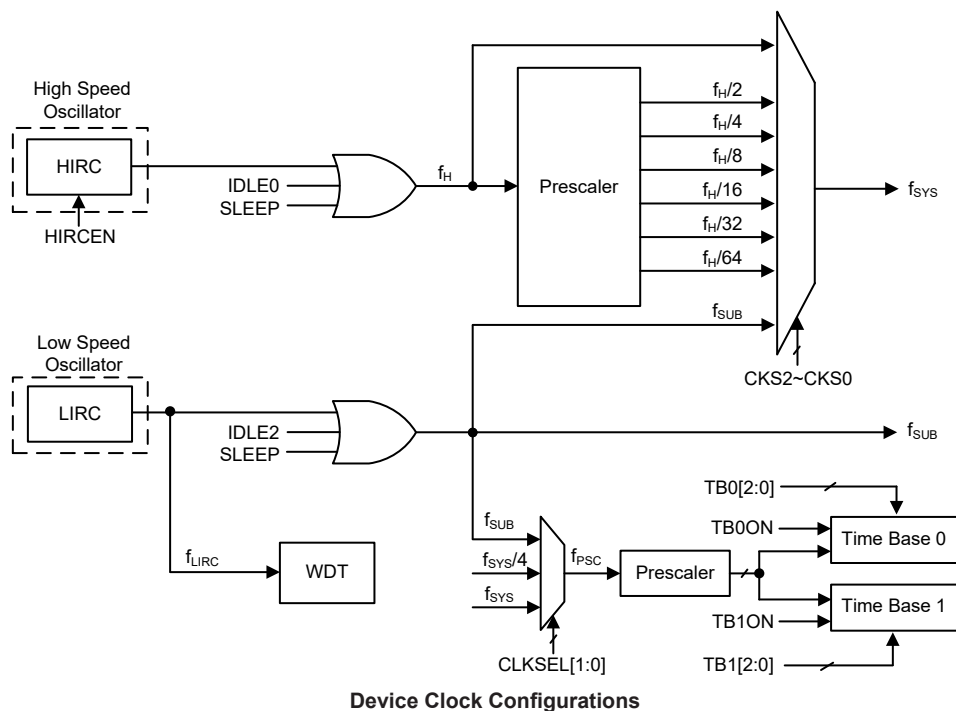 High Speed
Oscillator
HIRC
HIRCEN
IDLE0
SLEEP
fH
Prescaler
fH/2
fH/4
fH/8
fH/16
fH/32
fH/64
fSUB
CKS2~CKS0
fSYS
Low Speed
Oscillator
LIRC
IDLE2
SLEEP
fSUB
fLIRC
WDT
fSUB
fSYS/4
fSYS
CLKSEL[1:0]
fPSC
Prescaler
TB0[2:0]
TB0ON
Time Base 0
Time Base 1
TB1ON
TB1[2:0]
Device Clock Configurations